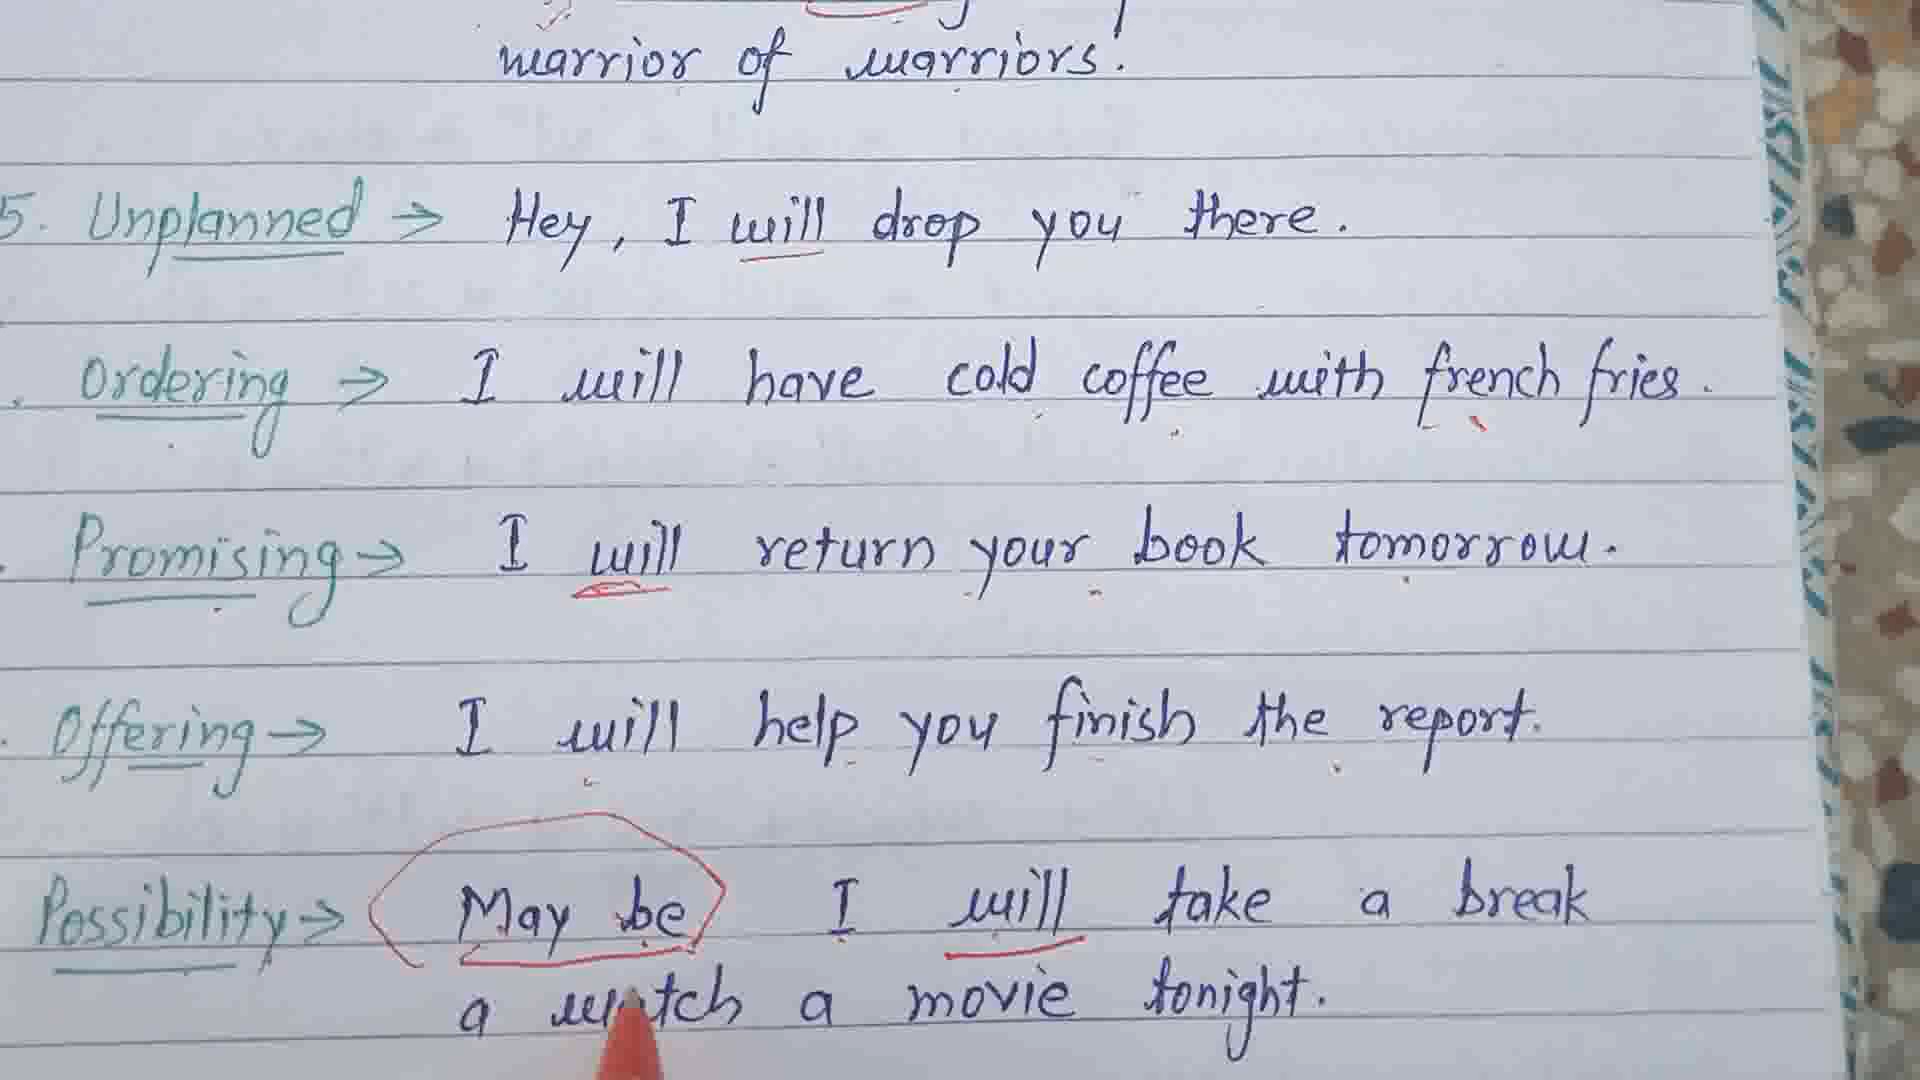 warrior of warriors!
5. Unplanned → Hey, I will drop you there.
. Ordering → I will have cold coffee with french fries.
. Promising → I will return your book tomorrow.
. Offering → I will help you finish the report.
Possibility → May be I will take a break
a watch a movie tonight.